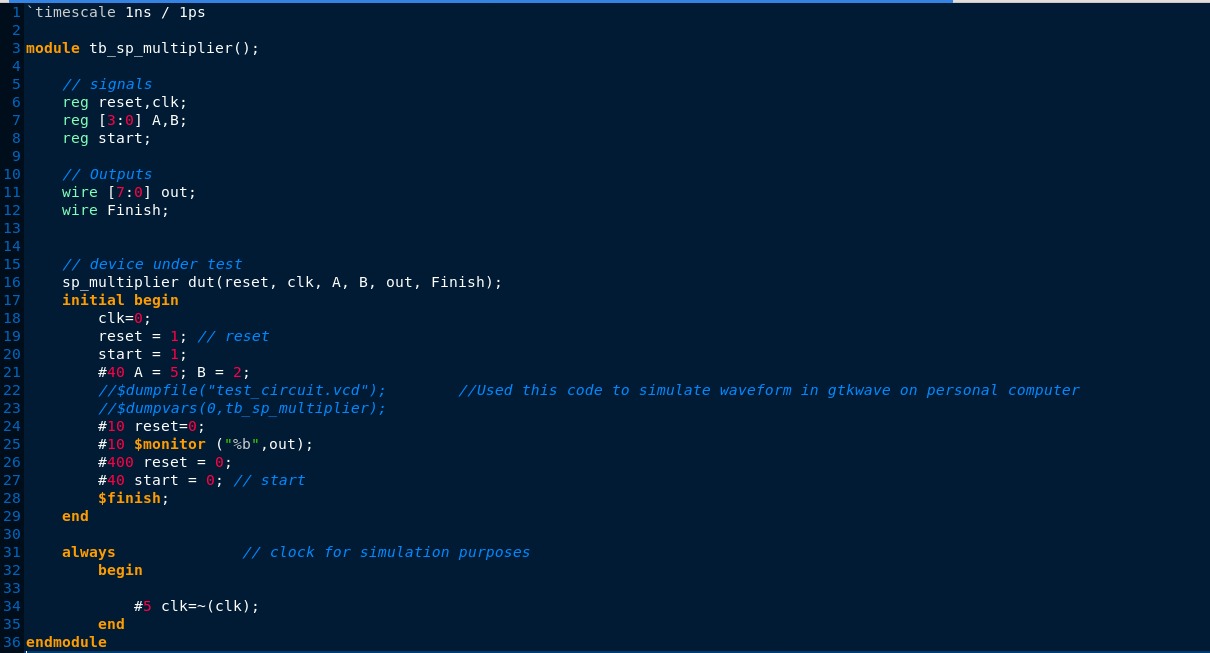 1 `timescale 1ns / 1ps
2
3 module tb_sp_multiplier();
4
5     // signals
6     reg reset,clk;
7     reg [3:0] A,B;
8     reg start;
9
10     // Outputs
11     wire [7:0] out;
12     wire Finish;
13
14
15     // device under test
16     sp_multiplier dut(reset, clk, A, B, out, Finish);
17     initial begin
18         clk=0;
19         reset = 1; // reset
20         start = 1;
21         #40 A = 5; B = 2;
22         //$dumpfile("test_circuit.vcd");        //Used this code to simulate waveform in gtkwave on personal computer
23         //$dumpvars(0,tb_sp_multiplier);
24         #10 reset=0;
25         #10 $monitor ("%b",out);
26         #400 reset = 0;
27         #40 start = 0; // start
28         $finish;
29     end
30
31     always              // clock for simulation purposes
32         begin
33
34             #5 clk=~(clk);
35         end
36 endmodule